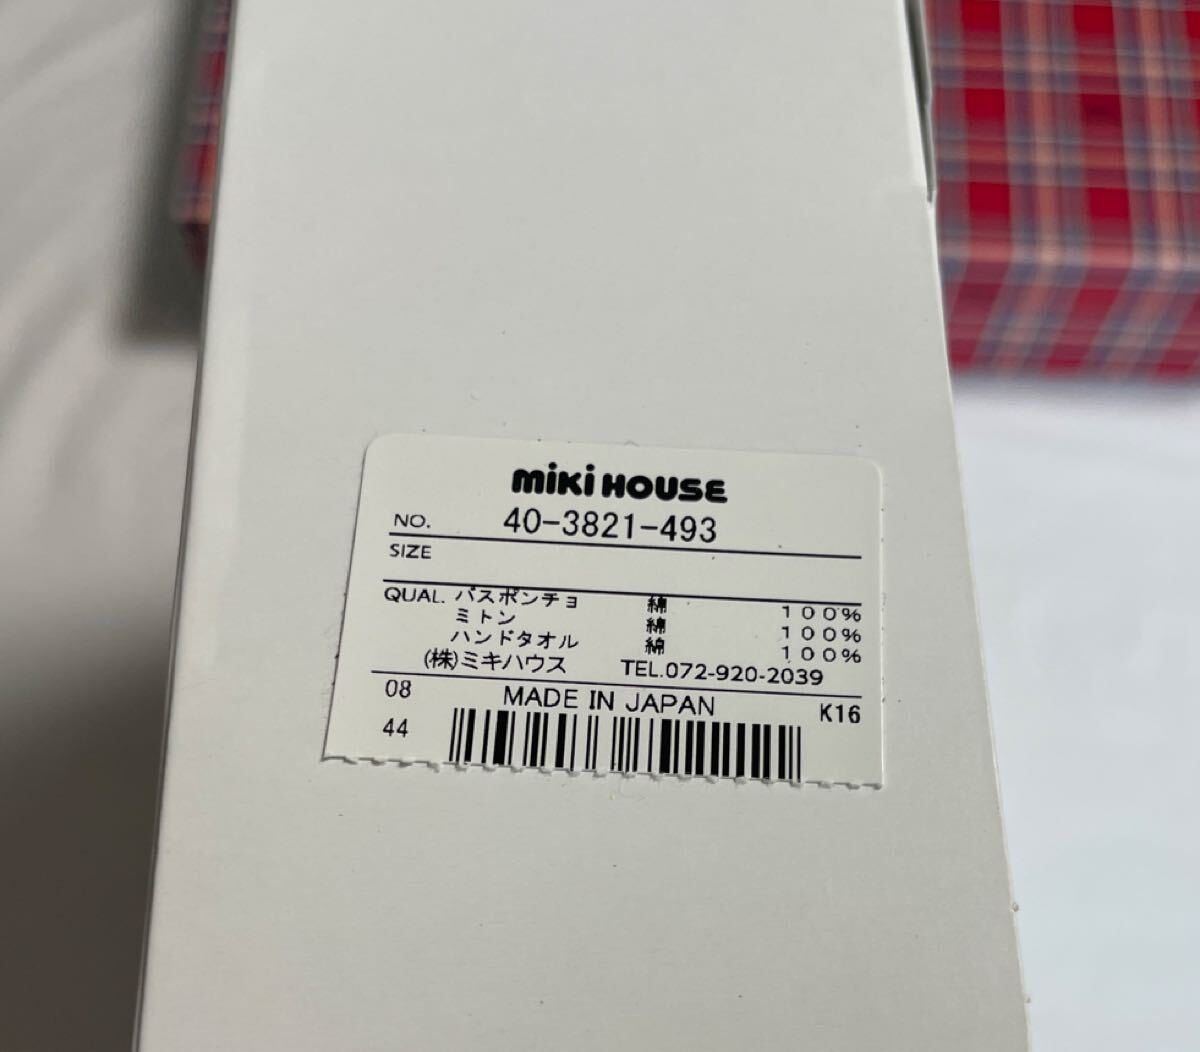 miki HOUSE
NO. 40-3821-493
SIZE
QUAL. バスポンチョ 綿 100%
ミトン 綿 100%
ハンドタオル 綿 100%
(株)ミキハウス TEL.072-920-2039
08 MADE IN JAPAN K16
44